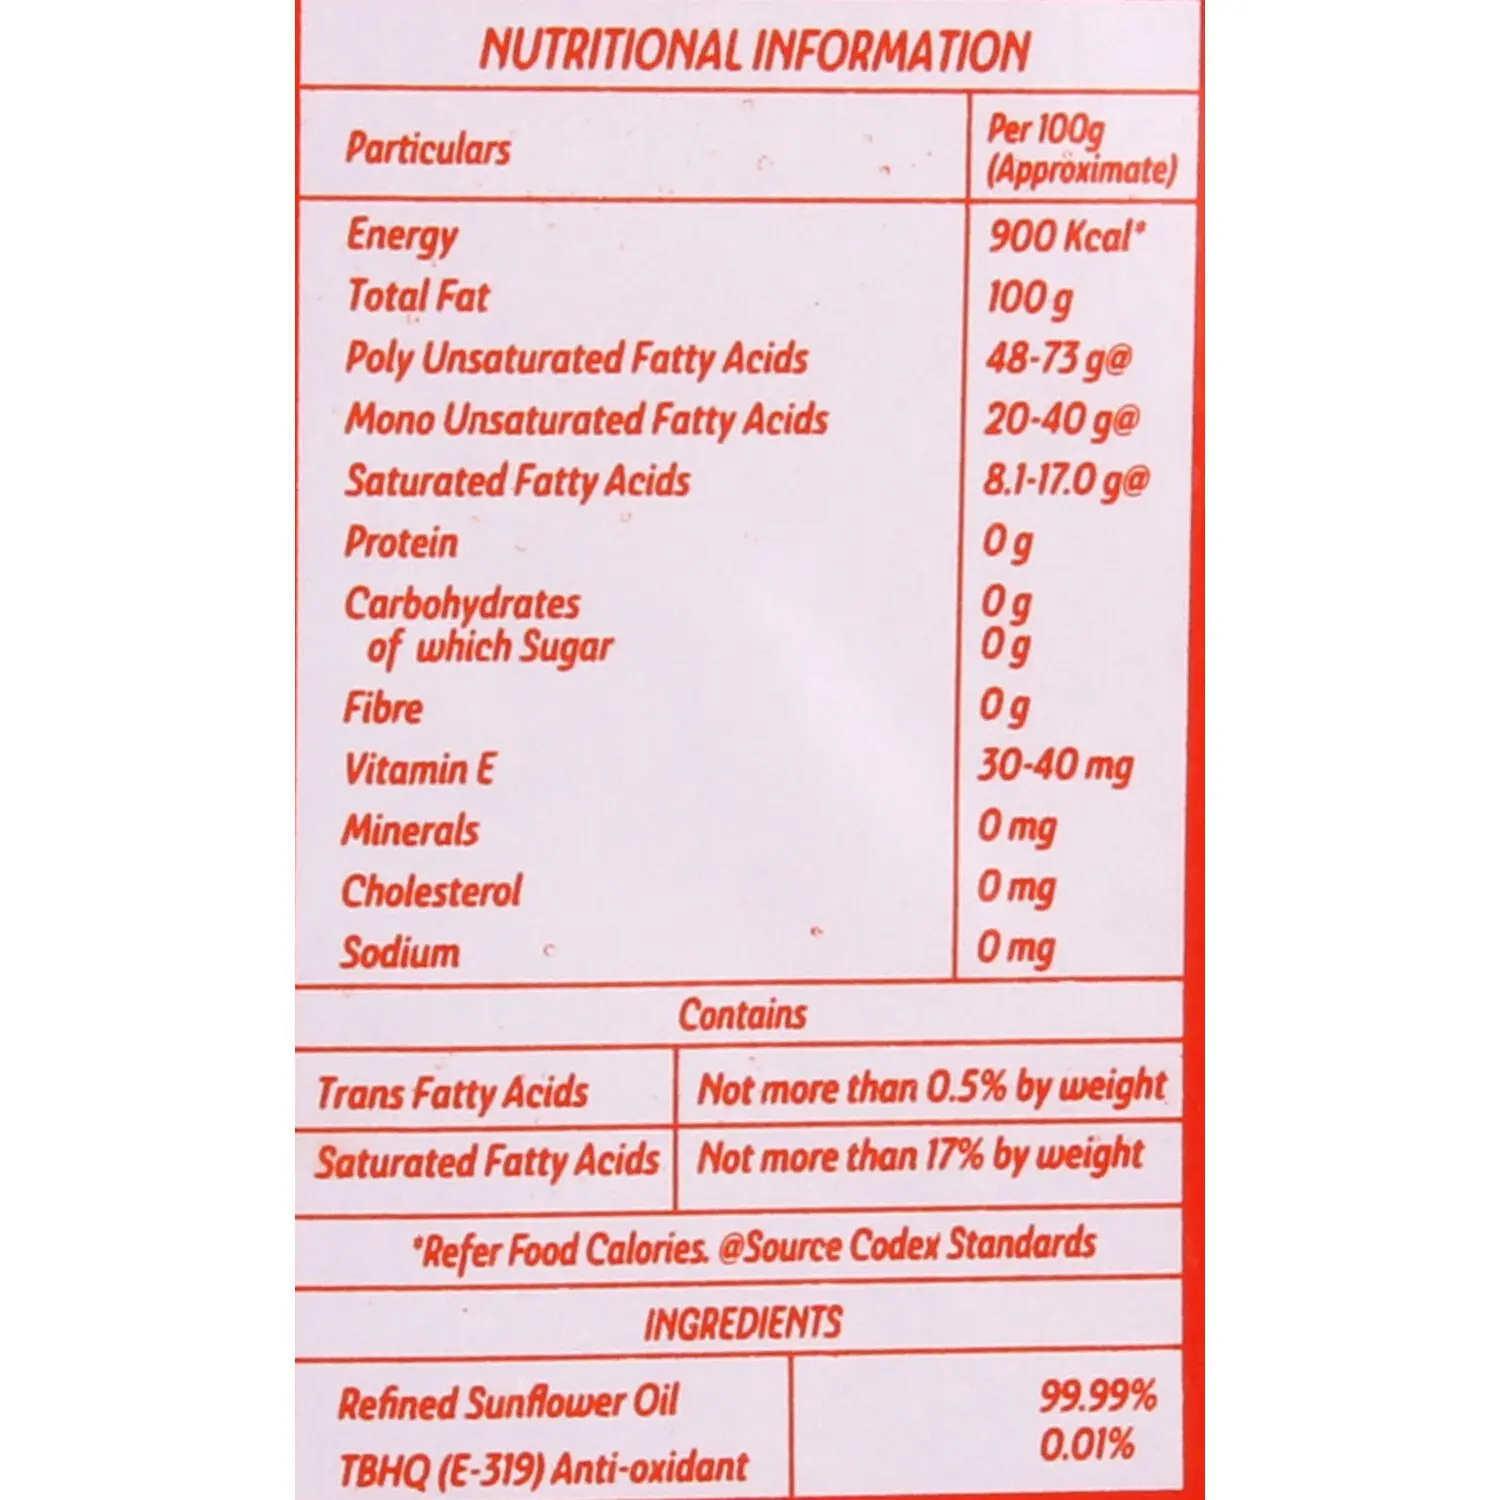 NUTRITIONAL INFORMATION
Particulars Per 100g (Approximate)
Energy 900 Kcal*
Total Fat 100 g
Poly Unsaturated Fatty Acids 48-73 g@
Mono Unsaturated Fatty Acids 20-40 g@
Saturated Fatty Acids 8.1-17.0 g@
Protein 0 g
Carbohydrates 0 g
of which Sugar 0 g
Fibre 0 g
Vitamin E 30-40 mg
Minerals 0 mg
Cholesterol 0 mg
Sodium 0 mg
Contains
Trans Fatty Acids Not more than 0.5% by weight
Saturated Fatty Acids Not more than 17% by weight
*Refer Food Calories. @Source Codex Standards
INGREDIENTS
Refined Sunflower Oil 99.99%
TBHQ (E-319) Anti-oxidant 0.01%